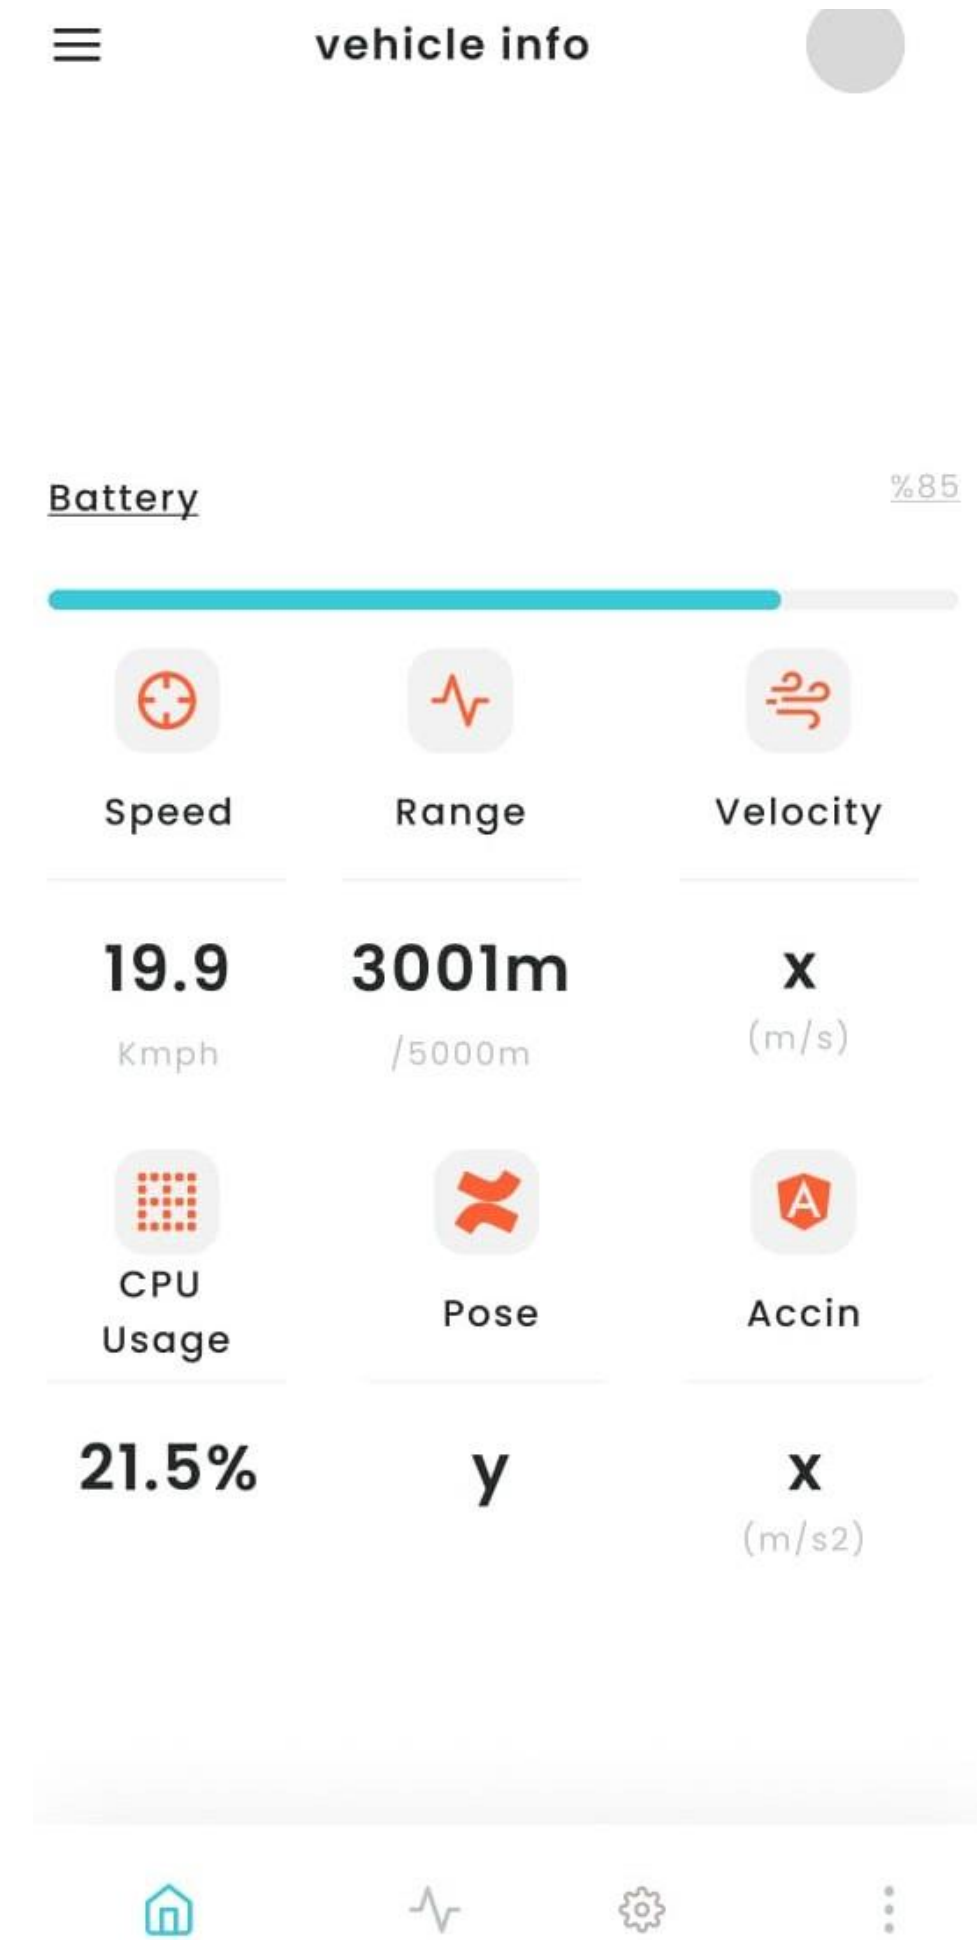 vehicle info
Battery
%85
Speed
Range
Velocity
19.9
3001m
x
Kmph
/5000m
(m/s)
CPU
Usage
Pose
Accin
21.5%
y
x
(m/s2)